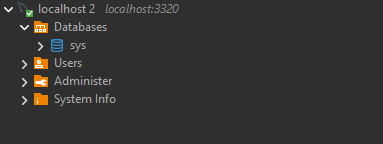 localhost 2 localhost:3320
Databases
sys
Users
Administer
System Info